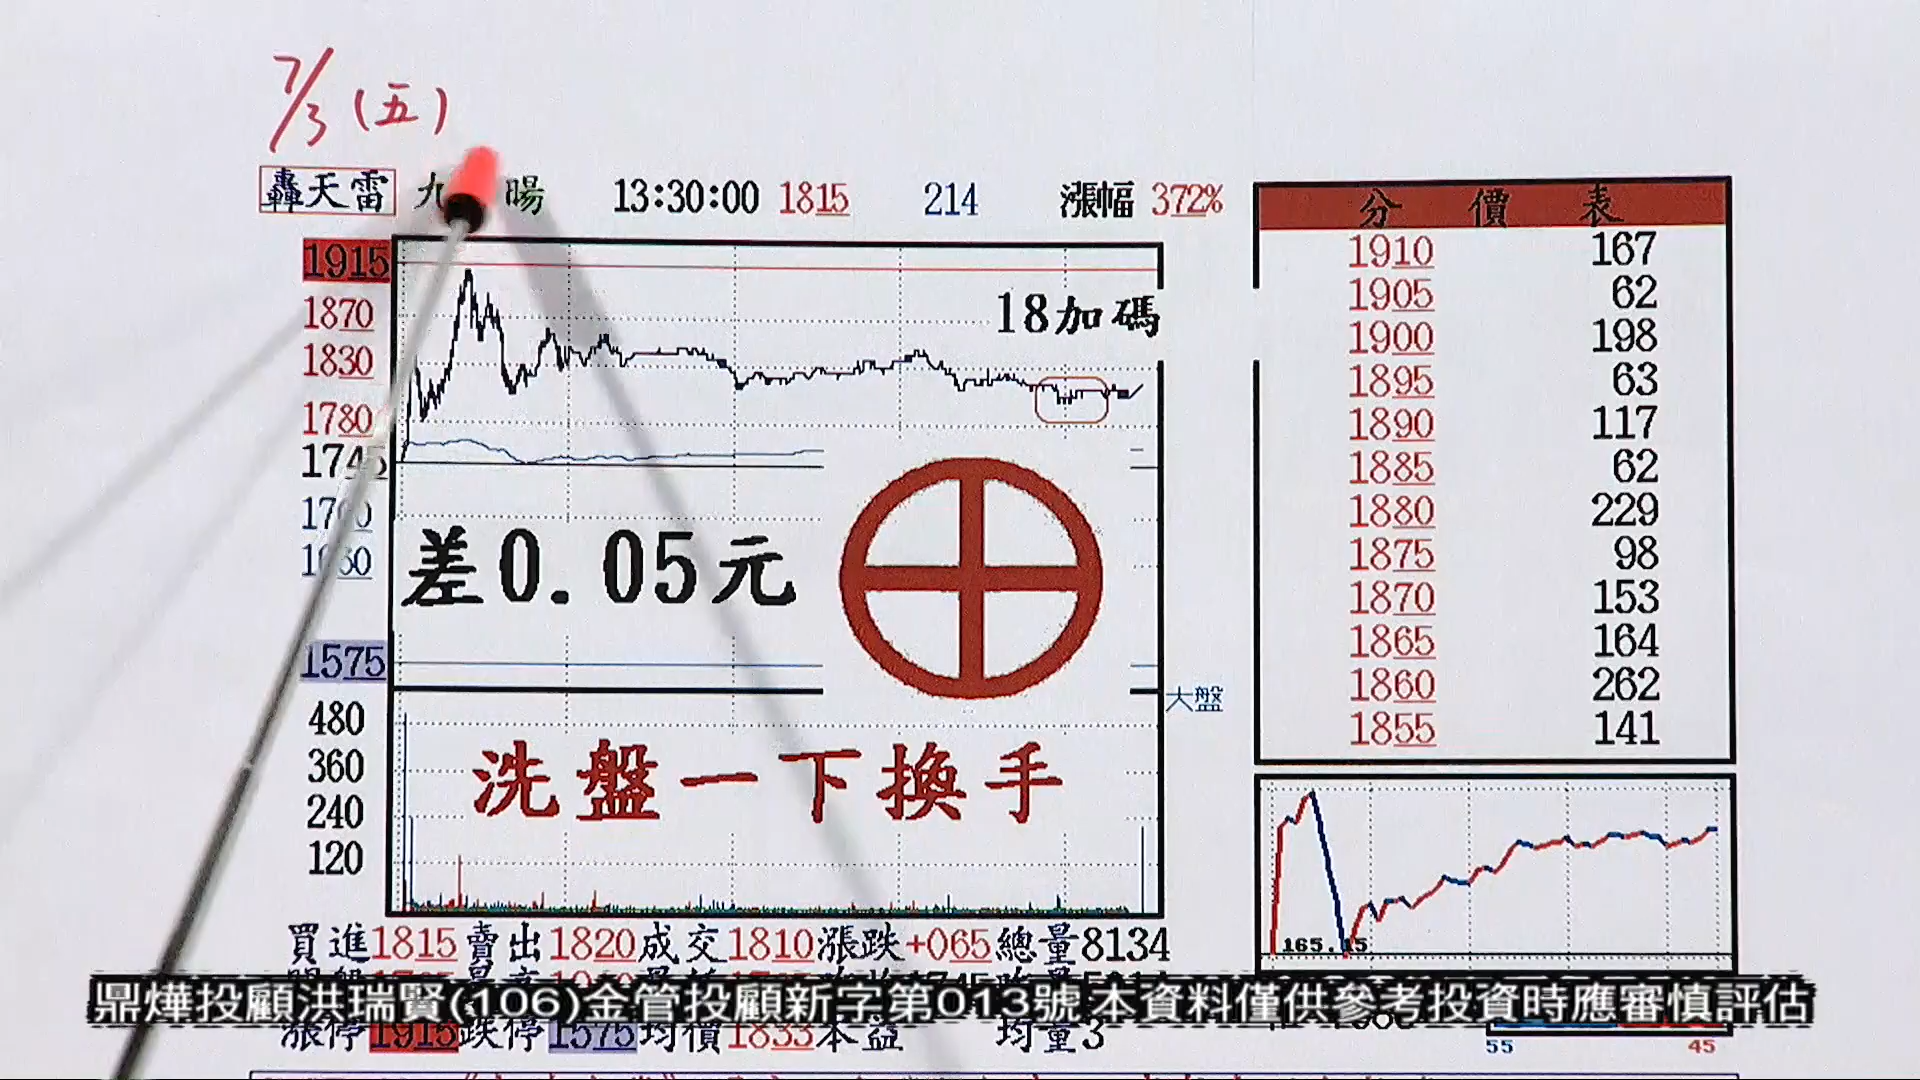 7/3 (五)
轟天雷 九 暘 13:30:00 1815 214 漲幅 372%
1915
1870
1830
1780
1745
1575
18加碼
差0.05元
大盤
480
360
240
120
洗盤一下換手
分價表
1910 167
1905 62
1900 198
1895 63
1890 117
1885 62
1880 229
1875 98
1870 153
1865 164
1860 262
1855 141
165.15
買進1815賣出1820成交1810漲跌+065總量8134
鼎燁投顧洪瑞賢(106)金管投顧新字第013號本資料僅供參考投資時應審慎評估
漲停1915跌停1575均價1833本益 均量3
55 45